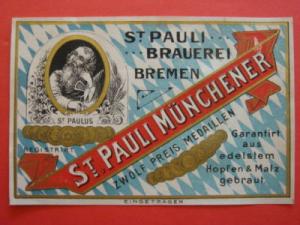 ST PAULI
BRAUEREI
BREMEN
ST PAULUS
REGISTRIRT
ST. PAULI MÜNCHENER
ZWÖLF PREIS MEDAILLEN
Garantirt
aus
edelstem
Hopfen & Malz
gebraut
EINGETRAGEN